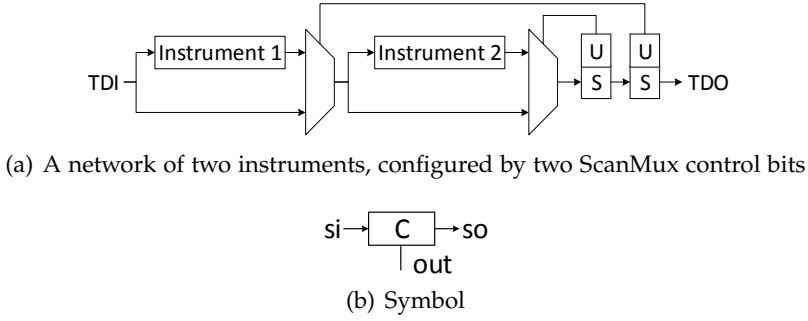 Instrument 1
Instrument 2
U
U
TDI
S
S
TDO
(a) A network of two instruments, configured by two ScanMux control bits
si
C
so
out
(b) Symbol